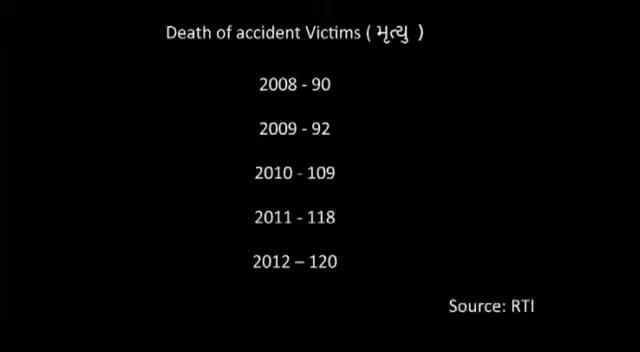 Death of accident Victims ( મૃત્યુ )
2008 - 90
2009 - 92
2010 - 109
2011 - 118
2012 – 120
Source: RTI